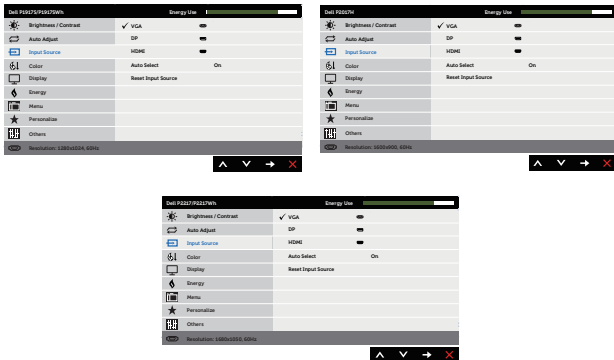 Dell P1917S/P1917SWh Energy Use
Brightness / Contrast ✓ VGA
Auto Adjust DP
Input Source HDMI
Color Auto Select On
Display Reset Input Source
Energy
Menu
Personalize
Others
Resolution: 1280x1024, 60Hz
Dell P2017H Energy Use
Brightness / Contrast ✓ VGA
Auto Adjust DP
Input Source HDMI
Color Auto Select On
Display Reset Input Source
Energy
Menu
Personalize
Others
Resolution: 1600x900, 60Hz
Dell P2217/P2217Wh Energy Use
Brightness / Contrast ✓ VGA
Auto Adjust DP
Input Source HDMI
Color Auto Select On
Display Reset Input Source
Energy
Menu
Personalize
Others
Resolution: 1680x1050, 60Hz